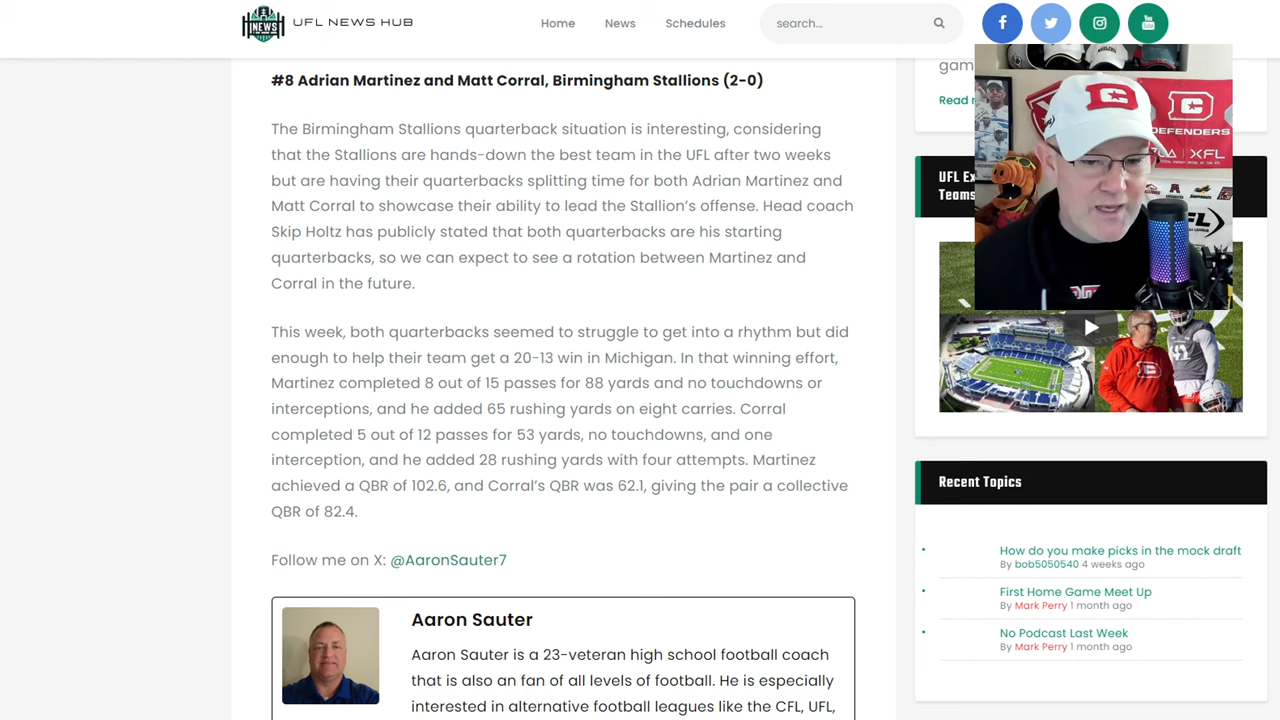 UFL NEWS HUB
Home News Schedules search...
#8 Adrian Martinez and Matt Corral, Birmingham Stallions (2-0)
The Birmingham Stallions quarterback situation is interesting, considering
that the Stallions are hands-down the best team in the UFL after two weeks
but are having their quarterbacks splitting time for both Adrian Martinez and
Matt Corral to showcase their ability to lead the Stallion’s offense. Head coach
Skip Holtz has publicly stated that both quarterbacks are his starting
quarterbacks, so we can expect to see a rotation between Martinez and
Corral in the future.
This week, both quarterbacks seemed to struggle to get into a rhythm but did
enough to help their team get a 20-13 win in Michigan. In that winning effort,
Martinez completed 8 out of 15 passes for 88 yards and no touchdowns or
interceptions, and he added 65 rushing yards on eight carries. Corral
completed 5 out of 12 passes for 53 yards, no touchdowns, and one
interception, and he added 28 rushing yards with four attempts. Martinez
achieved a QBR of 102.6, and Corral’s QBR was 62.1, giving the pair a collective
QBR of 82.4.
Follow me on X: @AaronSauter7
Aaron Sauter
Aaron Sauter is a 23-veteran high school football coach
that is also an fan of all levels of football. He is especially
interested in alternative football leagues like the CFL, UFL,
gam
Read
DEFENDERS
XFL
UFL Ex
Teams
Recent Topics
How do you make picks in the mock draft
By bob5050540 4 weeks ago
First Home Game Meet Up
By Mark Perry 1 month ago
No Podcast Last Week
By Mark Perry 1 month ago